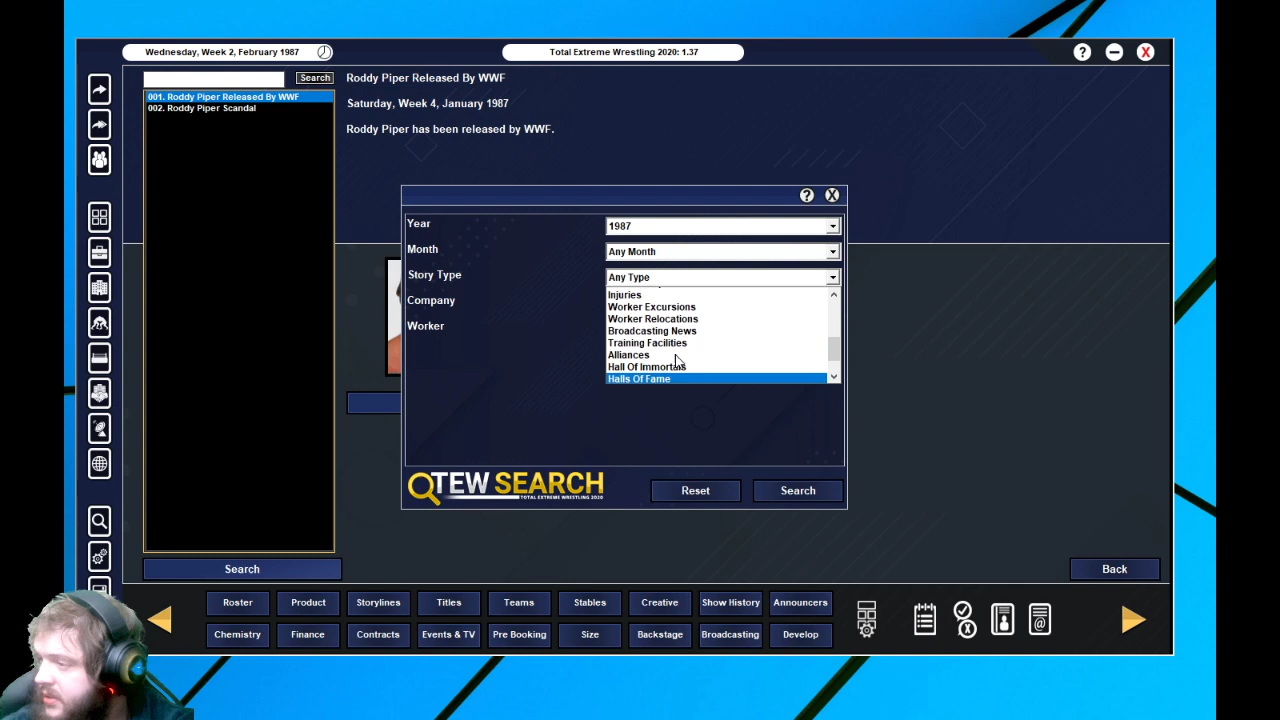 Wednesday, Week 2, February 1987
Total Extreme Wrestling 2020: 1.37
?
X
Search
001. Roddy Piper Released By WWF
002. Roddy Piper Scandal
Roddy Piper Released By WWF
Saturday, Week 4, January 1987
Roddy Piper has been released by WWF.
? X
Year
1987
Month
Any Month
Story Type
Any Type
Company
Worker
Injuries
Worker Excursions
Worker Relocations
Broadcasting News
Training Facilities
Alliances
Hall Of Immortals
Halls Of Fame
TEW SEARCH
TOTAL EXTREME WRESTLING 2020
Reset
Search
Search
Back
Roster
Product
Storylines
Titles
Teams
Stables
Creative
Show History
Announcers
Chemistry
Finance
Contracts
Events & TV
Pre Booking
Size
Backstage
Broadcasting
Develop